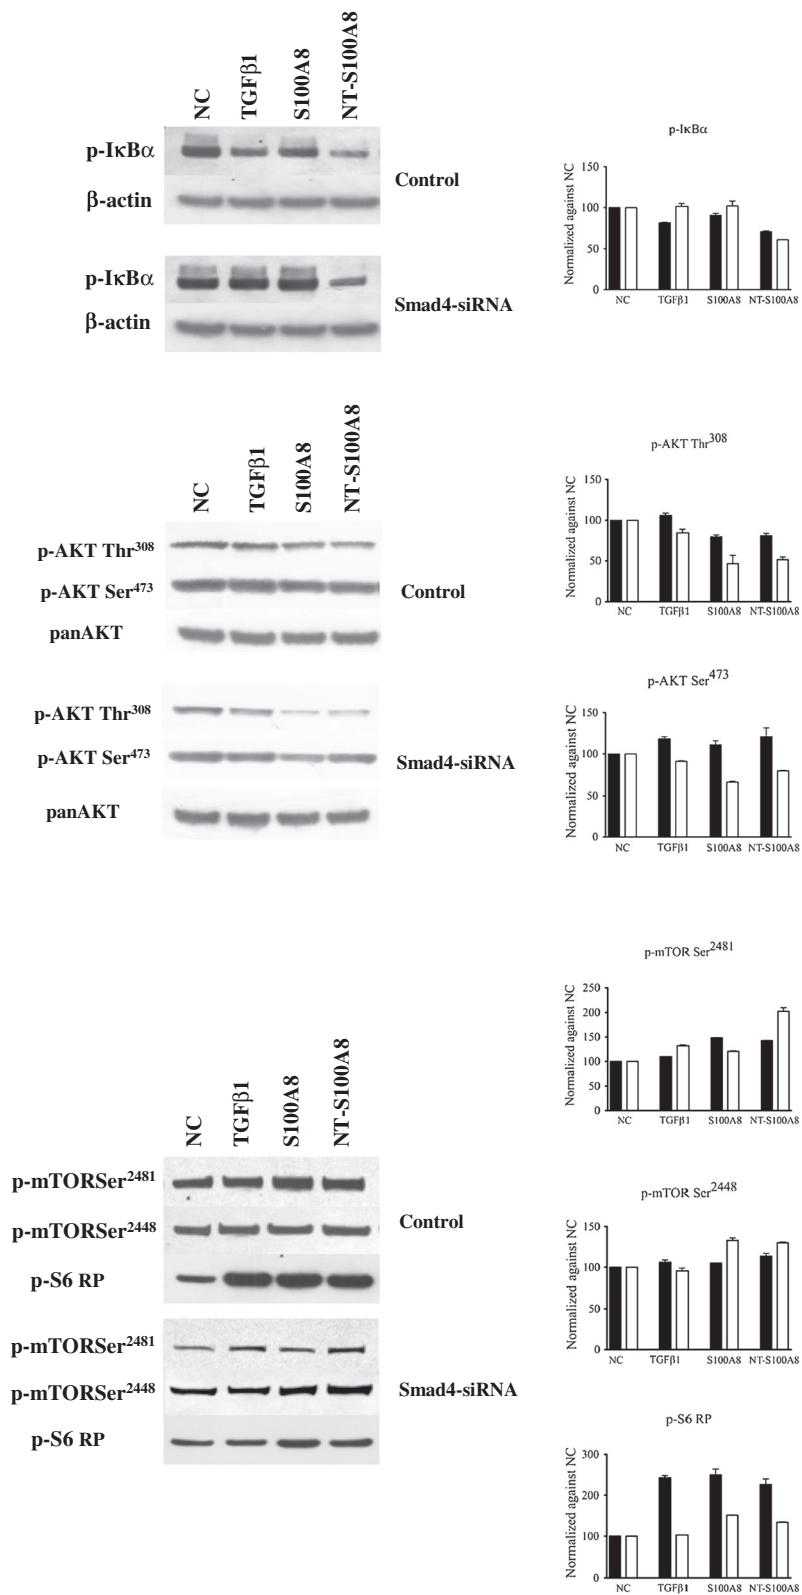 NC
TGFβ1
S100A8
NT-S100A8
p-IκBα
β-actin
Control
p-IκBα
β-actin
Smad4-siRNA
p-IκBα
Normalized against NC
150
100
50
0
NC
TGFβ1
S100A8
NT-S100A8
NC
TGFβ1
S100A8
NT-S100A8
p-AKT Thr308
p-AKT Ser473
panAKT
Control
p-AKT Thr308
p-AKT Ser473
panAKT
Smad4-siRNA
p-AKT Thr308
Normalized against NC
150
100
50
0
NC
TGFβ1
S100A8
NT-S100A8
p-AKT Ser473
Normalized against NC
150
100
50
0
NC
TGFβ1
S100A8
NT-S100A8
NC
TGFβ1
S100A8
NT-S100A8
p-mTORSer2481
p-mTORSer2448
p-S6 RP
Control
p-mTORSer2481
p-mTORSer2448
p-S6 RP
Smad4-siRNA
p-mTOR Ser2481
Normalized against NC
250
200
150
100
50
0
NC
TGFβ1
S100A8
NT-S100A8
p-mTOR Ser2448
Normalized against NC
150
100
50
0
NC
TGFβ1
S100A8
NT-S100A8
p-S6 RP
Normalized against NC
300
200
100
0
NC
TGFβ1
S100A8
NT-S100A8